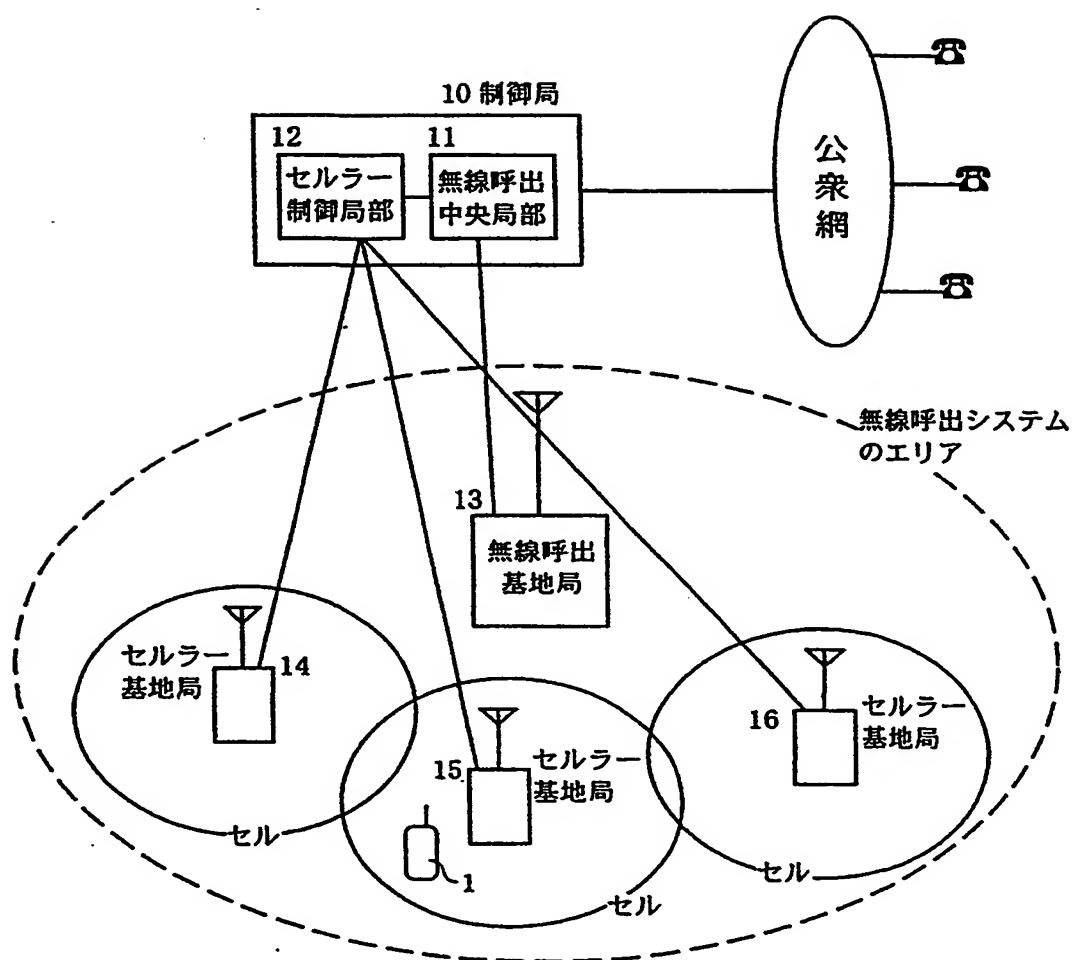 10 制御局
12
11
セルラー
制御局部
無線呼出
中央局部
公衆網
無線呼出システム
のエリア
13
無線呼出
基地局
セルラー
基地局
14
セル
15
セルラー
基地局
1
セル
16
セルラー
基地局
セル